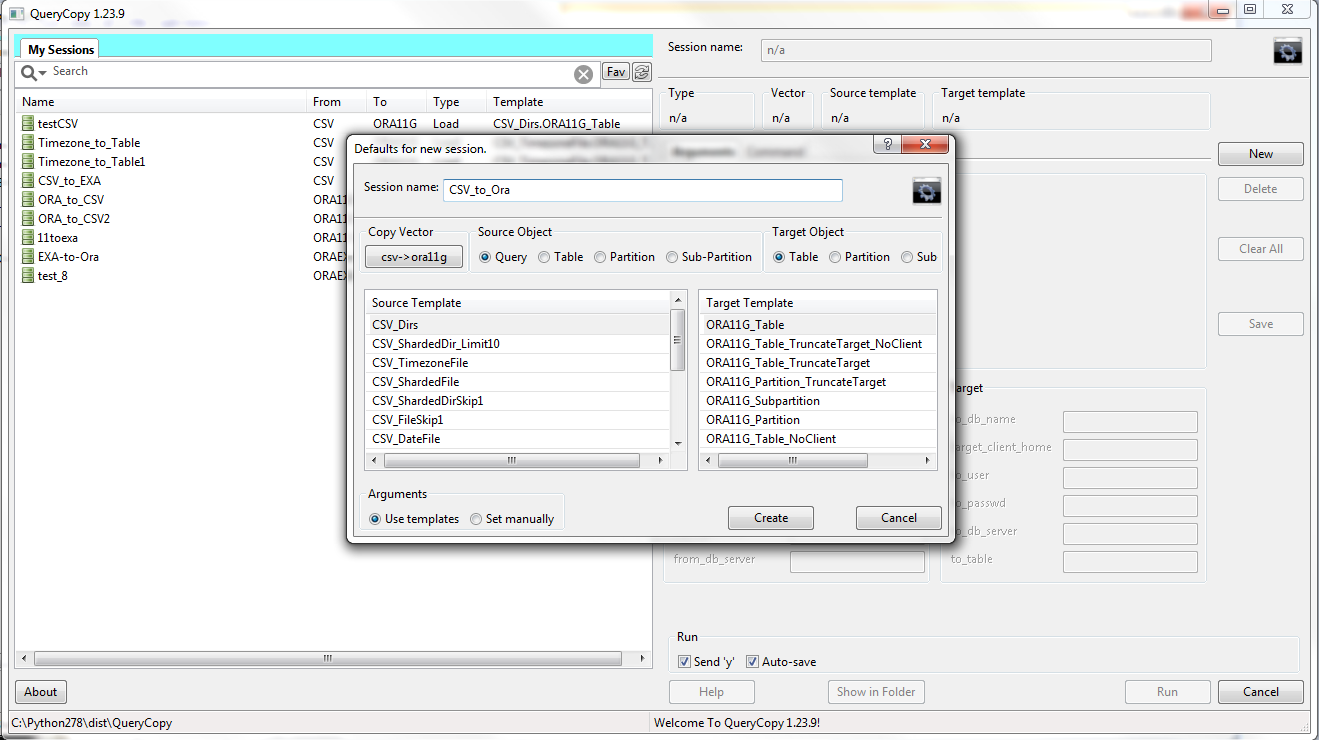 QueryCopy 1.23.9
My Sessions
Search
Fav
Name From To Type Template
testCSV CSV ORA11G Load CSV_Dirs.ORA11G_Table
Timezone_to_Table CSV
Timezone_to_Table1 CSV
CSV_to_EXA CSV
ORA_to_CSV ORA11
ORA_to_CSV2 ORA11
11toexa ORA11
EXA-to-Ora ORAEX
test_8 ORAEX
Session name: n/a
Type Vector Source template Target template
n/a n/a n/a n/a
Arguments Command
New
Delete
Clear All
Save
Defaults for new session.
?
Session name: CSV_to_Ora
Copy Vector Source Object Target Object
csv->ora11g Query Table Partition Sub-Partition Table Partition Sub
Source Template Target Template
CSV_Dirs ORA11G_Table
CSV_ShardedDir_Limit10 ORA11G_Table_TruncateTarget_NoClient
CSV_TimezoneFile ORA11G_Table_TruncateTarget
CSV_ShardedFile ORA11G_Partition_TruncateTarget
CSV_ShardedDirSkip1 ORA11G_Subpartition
CSV_FileSkip1 ORA11G_Partition
CSV_DateFile ORA11G_Table_NoClient
Arguments
Use templates Set manually
Create Cancel
arget
o_db_name
arget_client_home
o_user
o_passwd
o_db_server
from_db_server to_table
Run
Send 'y' Auto-save
About Help Show in Folder Run Cancel
C:\Python278\dist\QueryCopy Welcome To QueryCopy 1.23.9!